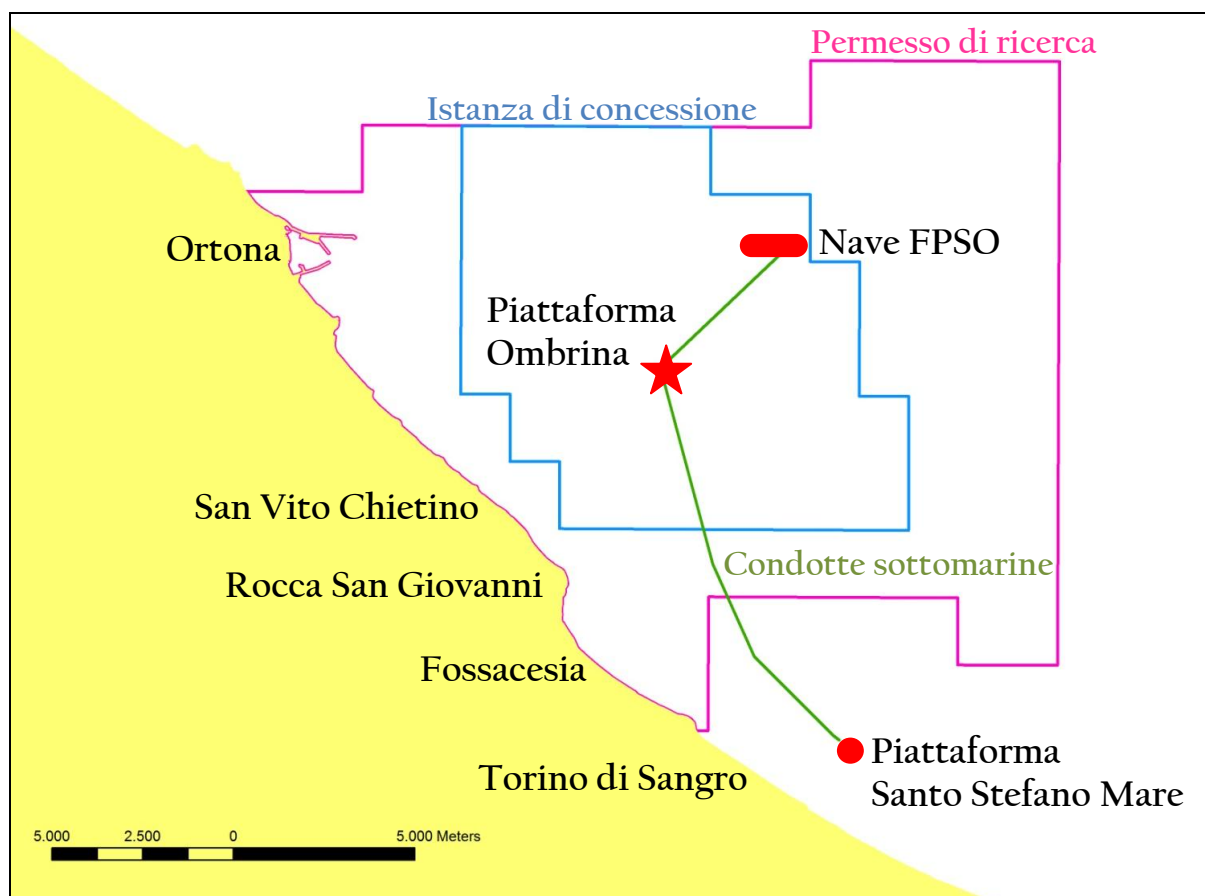 Permesso di ricerca
Istanza di concessione
Ortona
Nave FPSO
Piattaforma
Ombrina
San Vito Chietino
Condotte sottomarine
Rocca San Giovanni
Fossacesia
Piattaforma
Santo Stefano Mare
Torino di Sangro
5.000 2.500 0 5.000 Meters